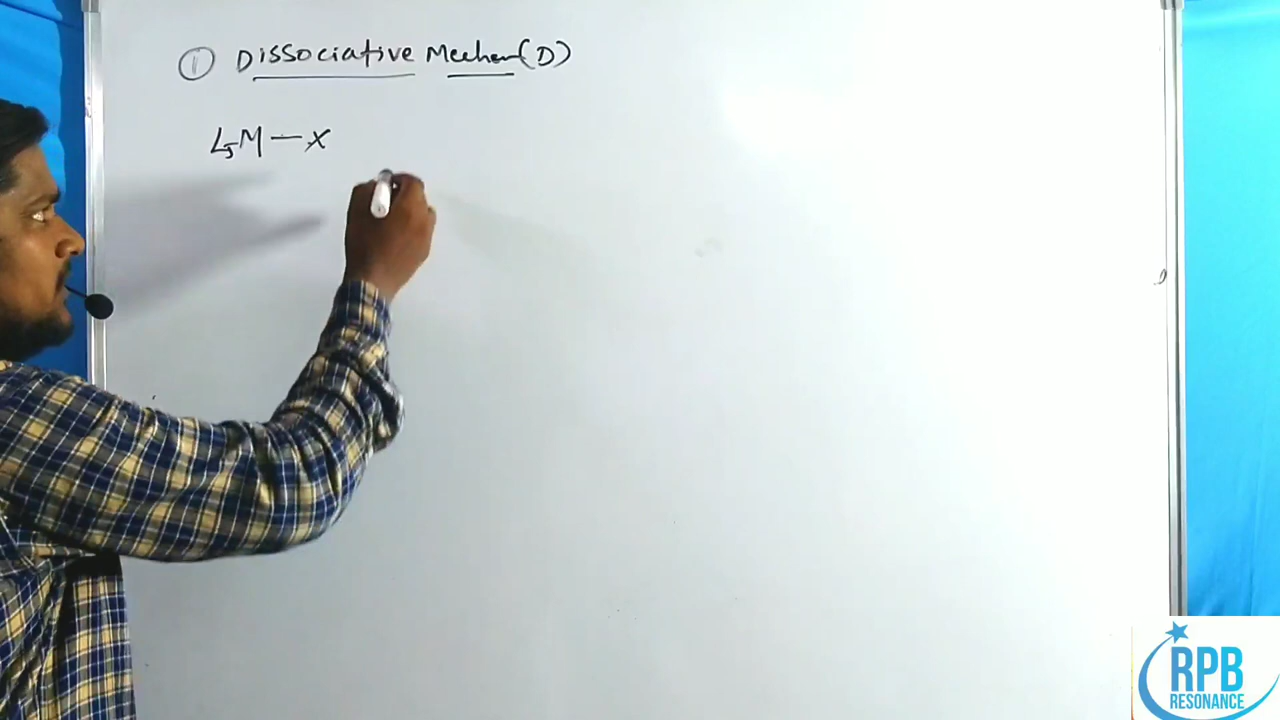 ① Dissociative Mechan(D)
L₅M—X
RPB
RESONANCE